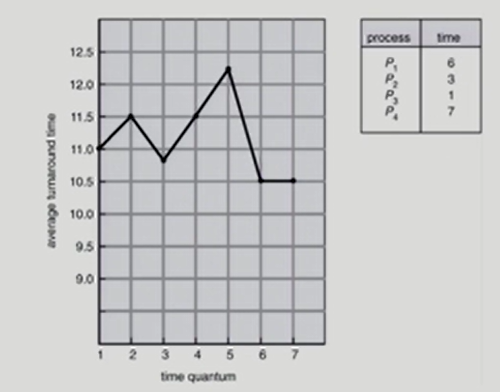 average turnaround time
12.5
12.0
11.5
11.0
10.5
10.0
9.5
9.0
1 2 3 4 5 6 7
time quantum
process time
P1 6
P2 3
P3 1
P4 7